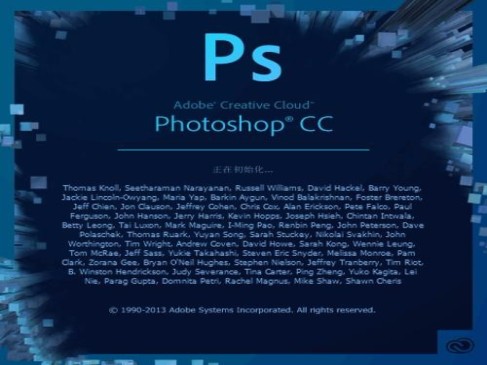 Ps
Adobe® Creative Cloud™
Photoshop® CC
正在初始化...
Thomas Knoll, Seetharaman Narayanan, Russell Williams, David Hackel, Barry Young,
Jackie Lincoln-Owyang, Maria Yap, Barkin Aygun, Vinod Balakrishnan, Foster Brereton,
Jeff Chien, Jon Clauson, Jeffrey Cohen, Chris Cox, Alan Erickson, Pete Falco, Paul
Ferguson, John Hanson, Jerry Harris, Kevin Hopps, Joseph Hsieh, Chintan Intwala,
Betty Leong, Tai Luxon, Mark Maguire, I-Ming Pao, Renbin Peng, John Peterson, Dave
Polaschek, Thomas Ruark, Yuyan Song, Sarah Stuckey, Nikolai Svakhin, John
Worthington, Tim Wright, Andrew Coven, David Howe, Sarah Kong, Wennie Leung,
Tom McRae, Jeff Sass, Yukie Takahashi, Steven Eric Snyder, Melissa Monroe, Pam
Clark, Zorana Gee, Bryan O'Neil Hughes, Stephen Nielson, Jeffrey Tranberry, Tim Riot,
B. Winston Hendrickson, Judy Severance, Tina Carter, Ping Zheng, Yuko Kagita, Lei
Nie, Parag Gupta, Domnita Petri, Rachel Magnus, Mike Shaw, Shawn Cheris
© 1990-2013 Adobe Systems Incorporated. All rights reserved.